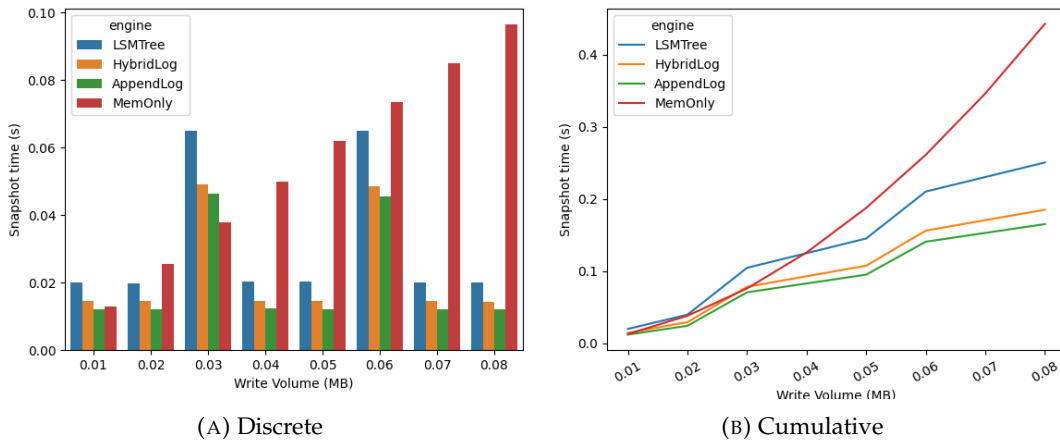 engine
LSMTree
HybridLog
AppendLog
MemOnly
Snapshot time (s)
0.10
0.08
0.06
0.04
0.02
0.00
0.01 0.02 0.03 0.04 0.05 0.06 0.07 0.08
Write Volume (MB)
(A) Discrete
engine
LSMTree
HybridLog
AppendLog
MemOnly
Snapshot time (s)
0.4
0.3
0.2
0.1
0.0
0.01 0.02 0.03 0.04 0.05 0.06 0.07 0.08
Write Volume (MB)
(B) Cumulative